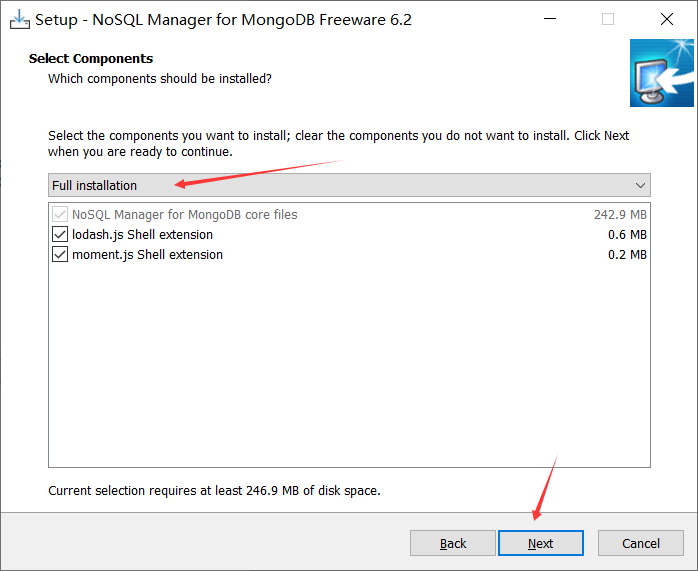 Setup - NoSQL Manager for MongoDB Freeware 6.2
Select Components
Which components should be installed?
Select the components you want to install; clear the components you do not want to install. Click Next
when you are ready to continue.
Full installation
NoSQL Manager for MongoDB core files 242.9 MB
lodash.js Shell extension 0.6 MB
moment.js Shell extension 0.2 MB
Current selection requires at least 246.9 MB of disk space.
Back Next Cancel